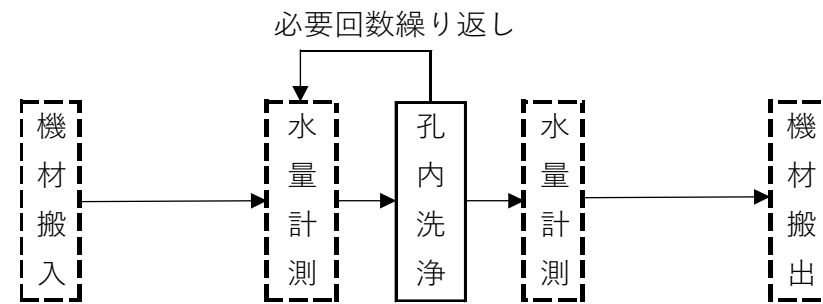 必要回数繰り返し
機材搬入
水量計測
孔内洗浄
水量計測
機材搬出